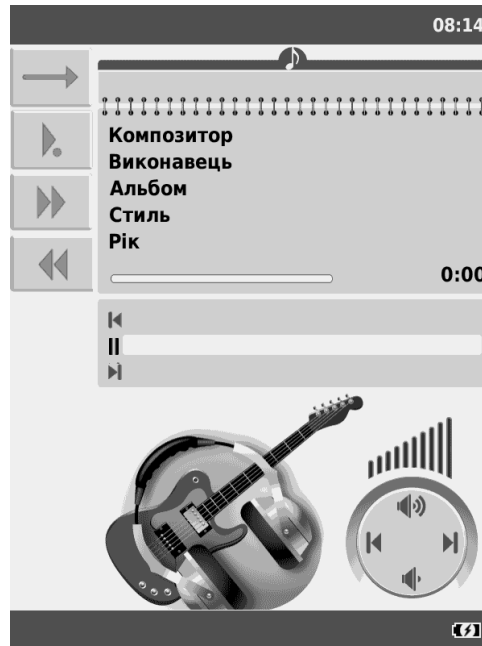 08:14
Композитор
Виконавець
Альбом
Стиль
Рік
0:00